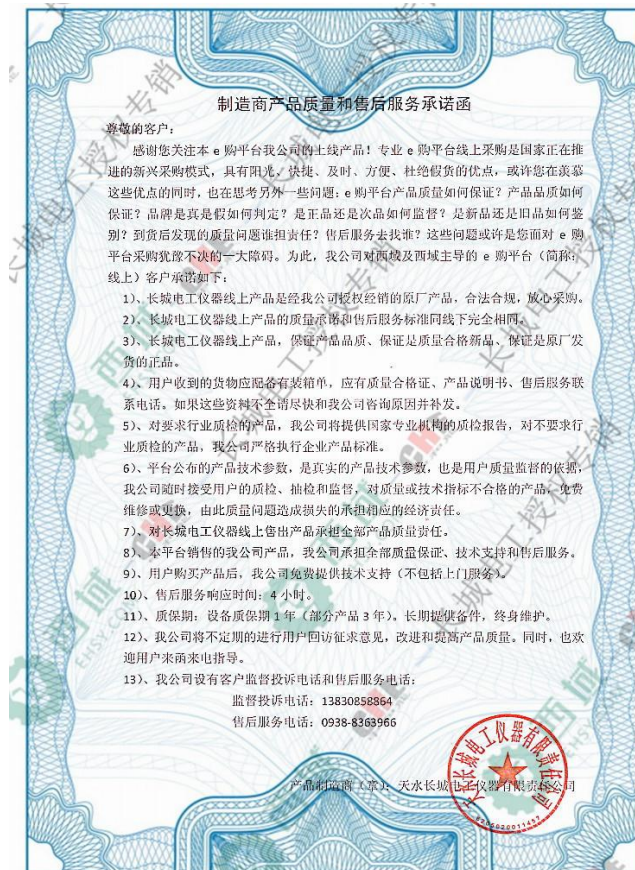 制造商产品质量和售后服务承诺函
尊敬的客户：
感谢您关注本 e 购平台我公司的上线产品！专业 e 购平台线上采购是国家正在推
进的新兴采购模式，具有阳光、快捷、及时、方便、杜绝假货的优点，或许您在羡慕
这些优点的同时，也在思考另外一些问题：e 购平台产品质量如何保证？产品品质如何
保证？品牌是真是假如何判定？是正品还是次品如何监督？是新品还是旧品如何鉴
别？到货后发现的质量问题谁担责任？售后服务去找谁？这些问题或许是您面对 e 购
平台采购犹豫不决的一大障碍。为此，我公司对西域及西域主导的 e 购平台（简称：
线上）客户承诺如下：
1）、长城电工仪器线上产品是经我公司授权经销的原厂产品，合法合规，放心采购。
2）、长城电工仪器线上产品的质量承诺和售后服务标准同线下完全相同。
3）、长城电工仪器线上产品，保证产品品质、保证是质量合格新品、保证是原厂发
货的正品。
4）、用户收到的货物应配备有装箱单，应有质量合格证、产品说明书、售后服务联
系电话。如果这些资料不全请尽快和我公司咨询原因并补发。
5）、对要求行业质检的产品，我公司将提供国家专业机构的质检报告，对不要求行
业质检的产品，我公司严格执行企业产品标准。
6）、平台公布的产品技术参数，是真实的产品技术参数，也是用户质量监督的依据，
我公司随时接受用户的质检、抽检和监督，对质量或技术指标不合格的产品，免费
维修或更换，由此质量问题造成损失的承担相应的经济责任。
7）、对长城电工仪器线上售出产品承担全部产品质量责任。
8）、本平台销售的我公司产品，我公司承担全部质量保证、技术支持和售后服务。
9）、用户购买产品后，我公司免费提供技术支持（不包括上门服务）。
10）、售后服务响应时间：4 小时。
11）、质保期：设备质保期 1 年（部分产品 3 年），长期提供备件，终身维护。
12）、我公司将不定期的进行用户回访征求意见，改进和提高产品质量。同时，也欢
迎用户来函来电指导。
13）、我公司设有客户监督投诉电话和售后服务电话：
监督投诉电话：13830858864
售后服务电话：0938-8363966
产品制造商（章）：天水长城电工仪器有限责任公司
天水长城电工仪器有限责任公司
6205020011457
长城电工授权专销
西域
EHSY.COM